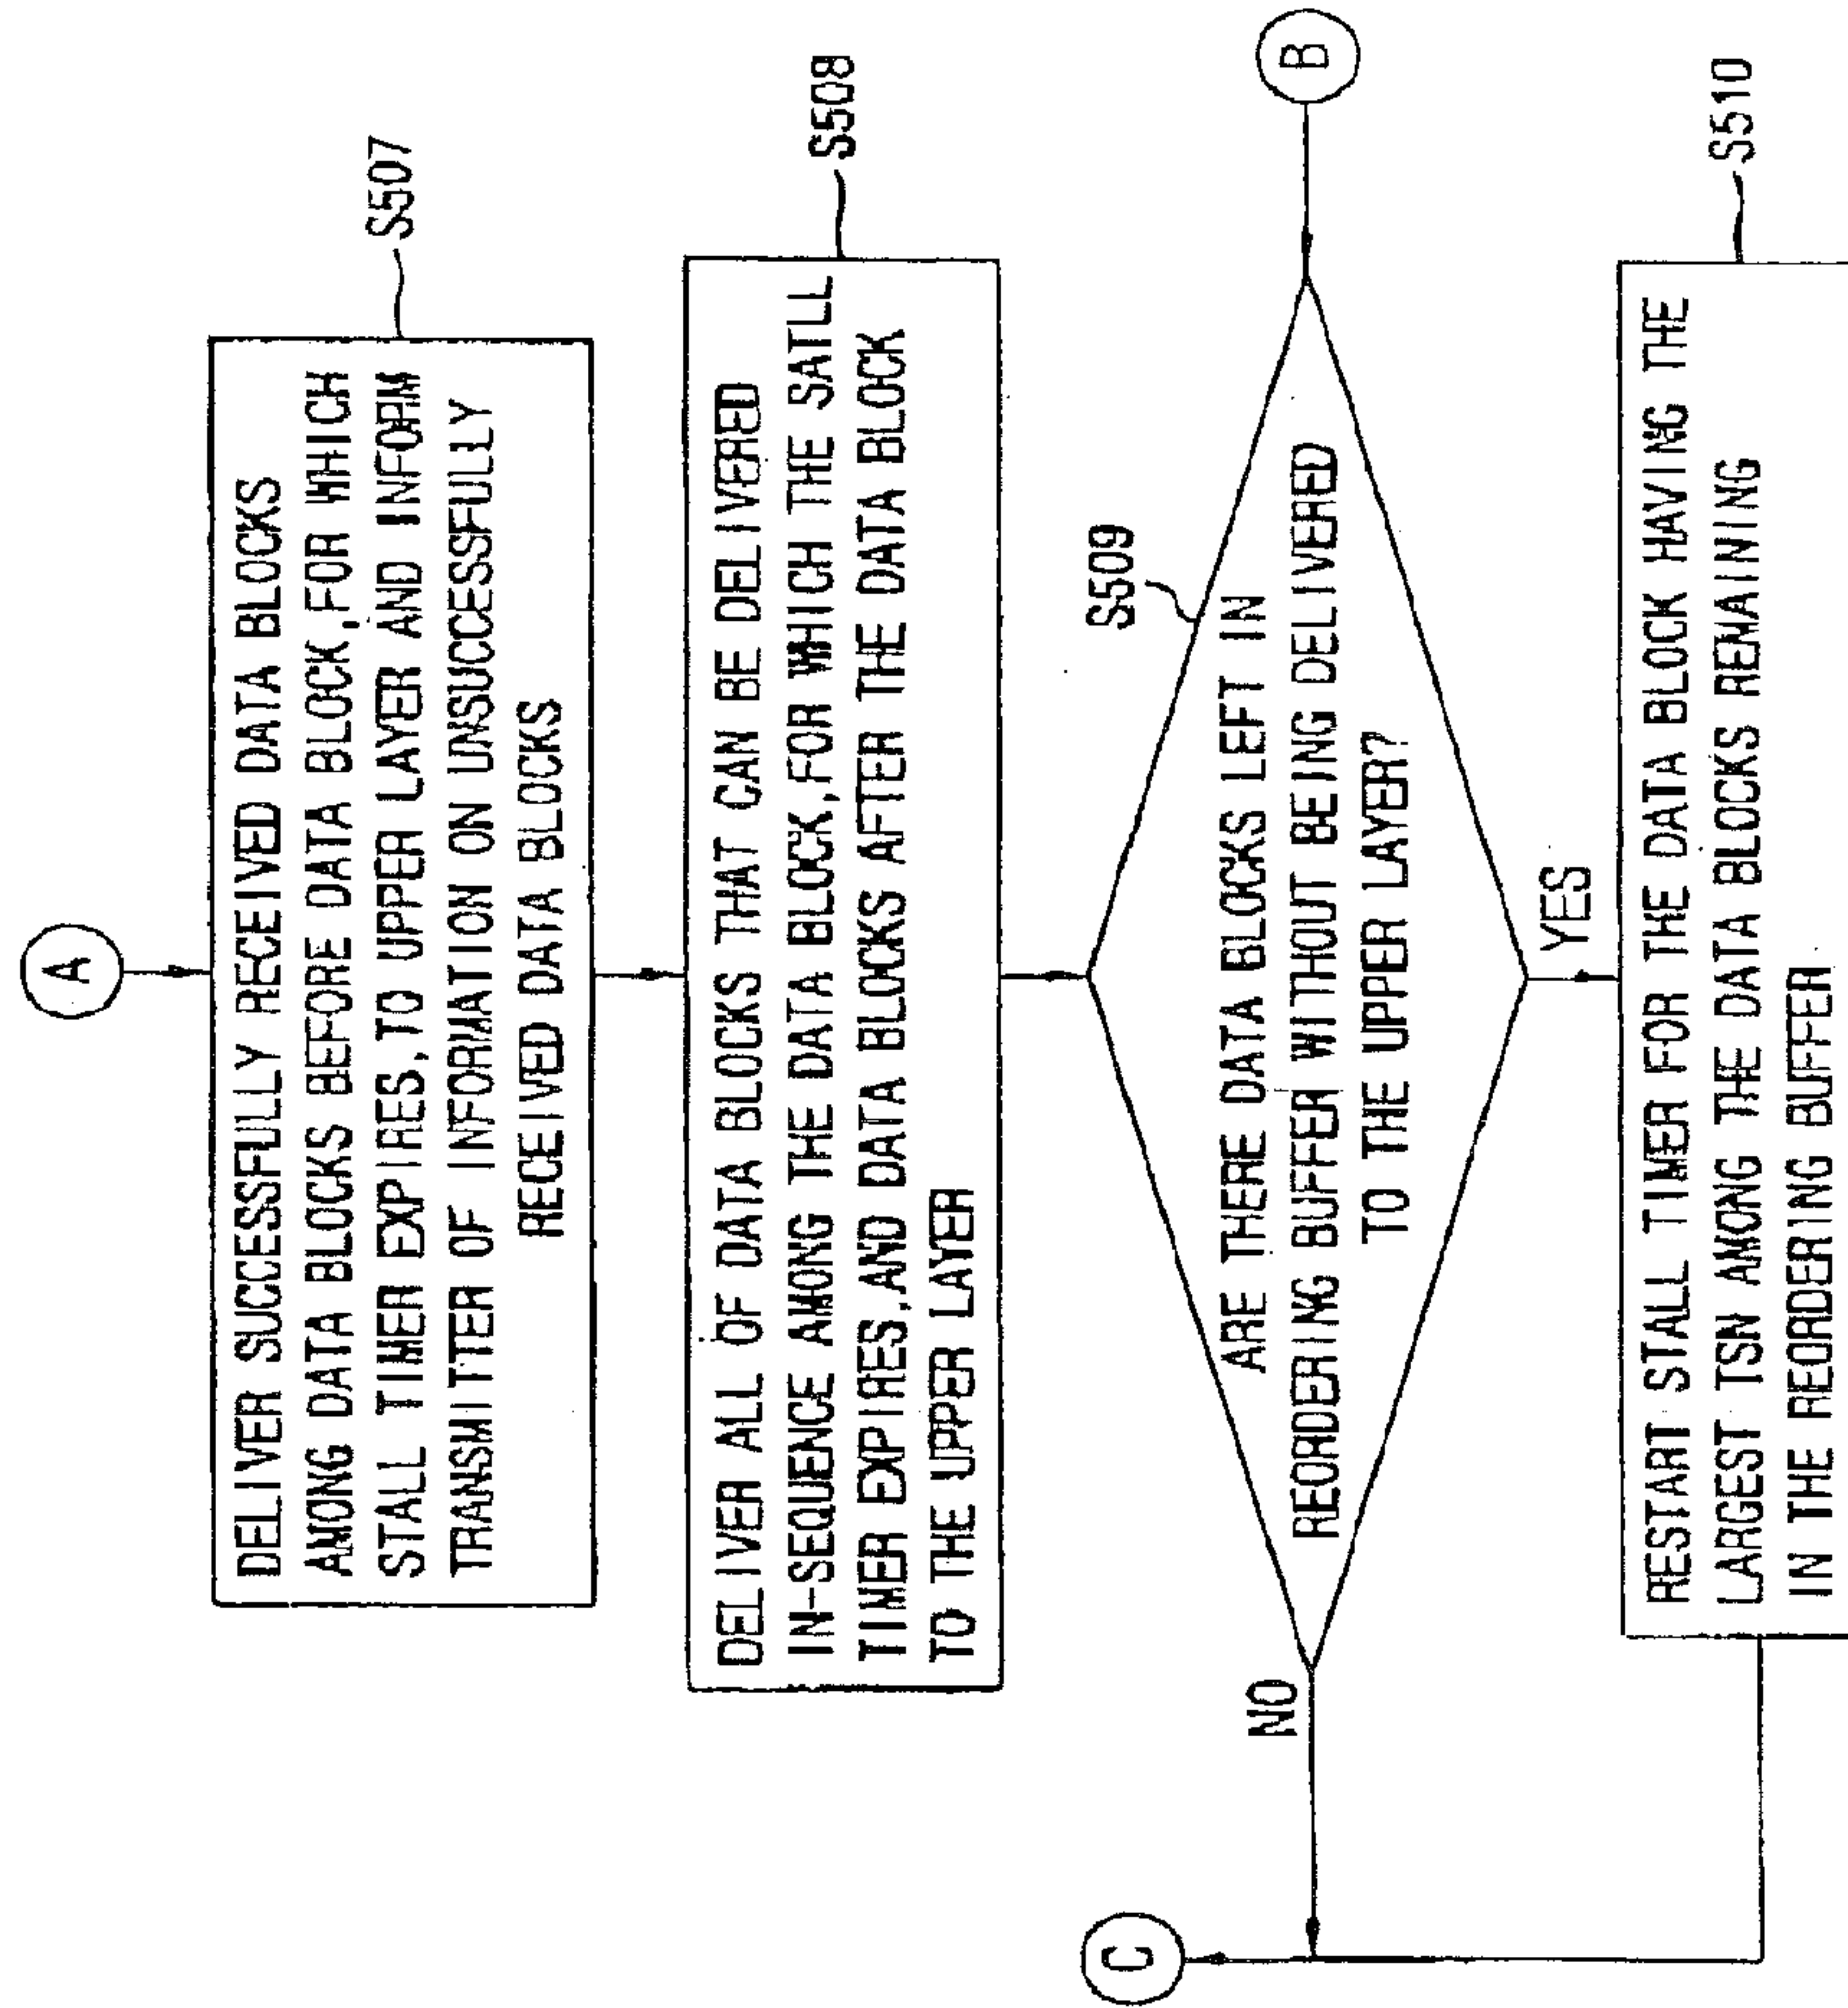 A
DELIVER SUCCESSFULLY RECEIVED DATA BLOCKS
AMONG DATA BLOCKS BEFORE DATA BLOCK,FOR WHICH
STALL TIMER EXPIRES,TO UPPER LAYER AND INFORM
TRANSMITTER OF INFORMATION ON UNSUCCESSFULLY
RECEIVED DATA BLOCKS
S507
DELIVER ALL OF DATA BLOCKS THAT CAN BE DELIVERED
IN-SEQUENCE AMONG THE DATA BLOCK,FOR WHICH THE SATLL
TIMER EXPIRES,AND DATA BLOCKS AFTER THE DATA BLOCK
TO THE UPPER LAYER
S508
S509
ARE THERE DATA BLOCKS LEFT IN
REORDERING BUFFER WITHOUT BEING DELIVERED
TO THE UPPER LAYER?
B
NO
C
YES
RESTART STALL TIMER FOR THE DATA BLOCK HAVING THE
LARGEST TSN AMONG THE DATA BLOCKS REMAINING
IN THE REORDERING BUFFER
S510